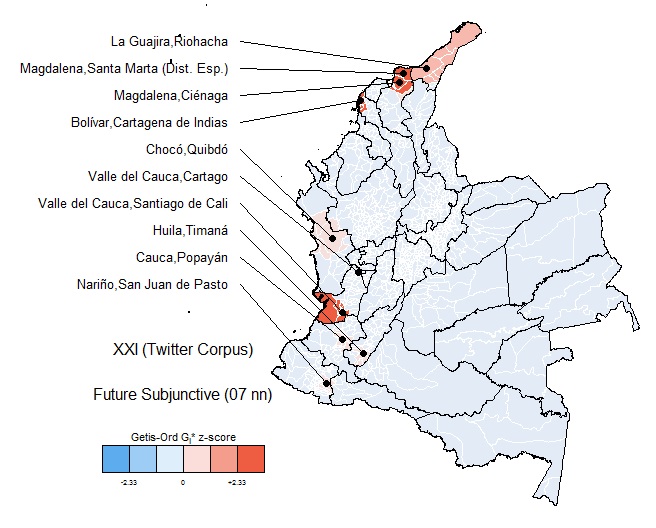 La Guajira,Riohacha
Magdalena,Santa Marta (Dist. Esp.)
Magdalena,Ciénaga
Bolívar,Cartagena de Indias
Chocó,Quibdó
Valle del Cauca,Cartago
Valle del Cauca,Santiago de Cali
Huila,Timaná
Cauca,Popayán
Nariño,San Juan de Pasto
XXI (Twitter Corpus)
Future Subjunctive (07 nn)
Getis-Ord Gi* z-score
-2.33 0 +2.33